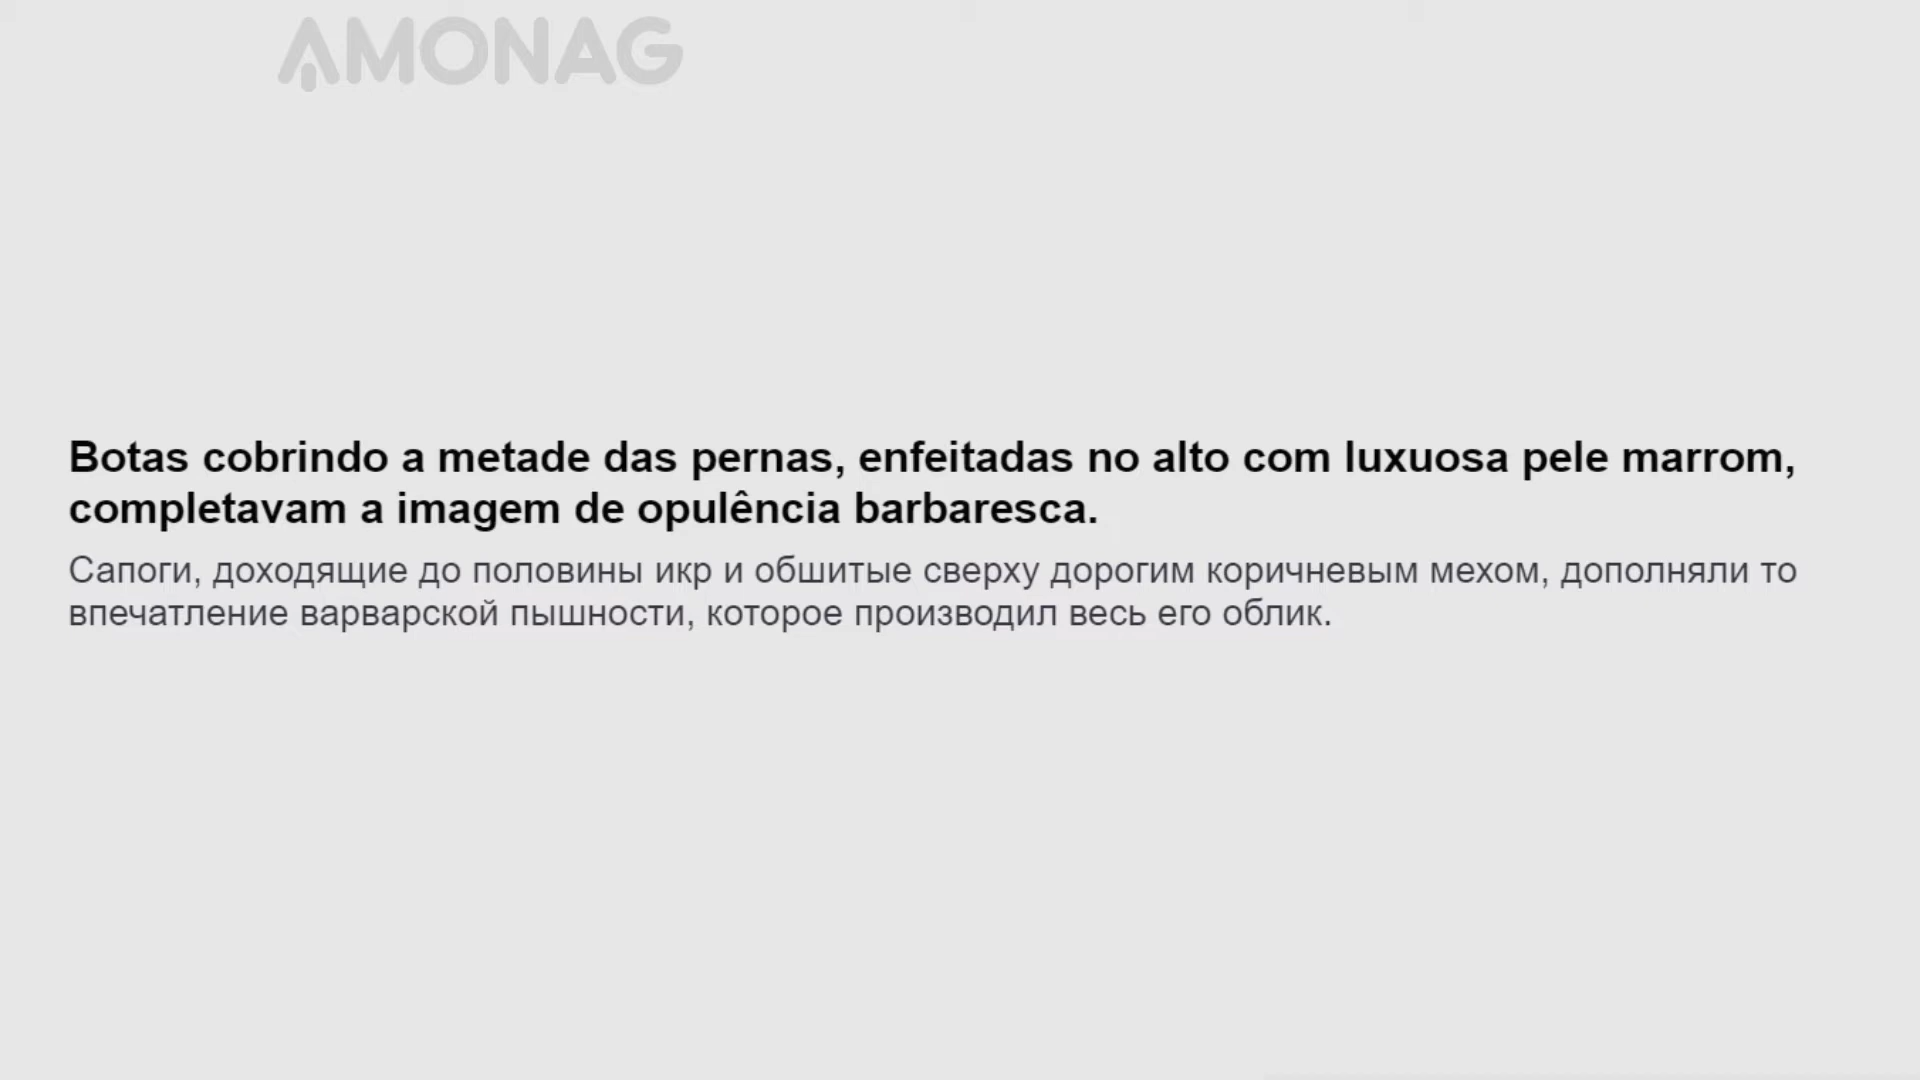 AMONAG
Botas cobrindo a metade das pernas, enfeitadas no alto com luxuosa pele marrom,
completavam a imagem de opulência barbaresca.
Сапоги, доходящие до половины икр и обшитые сверху дорогим коричневым мехом, дополняли то
впечатление варварской пышности, которое производил весь его облик.